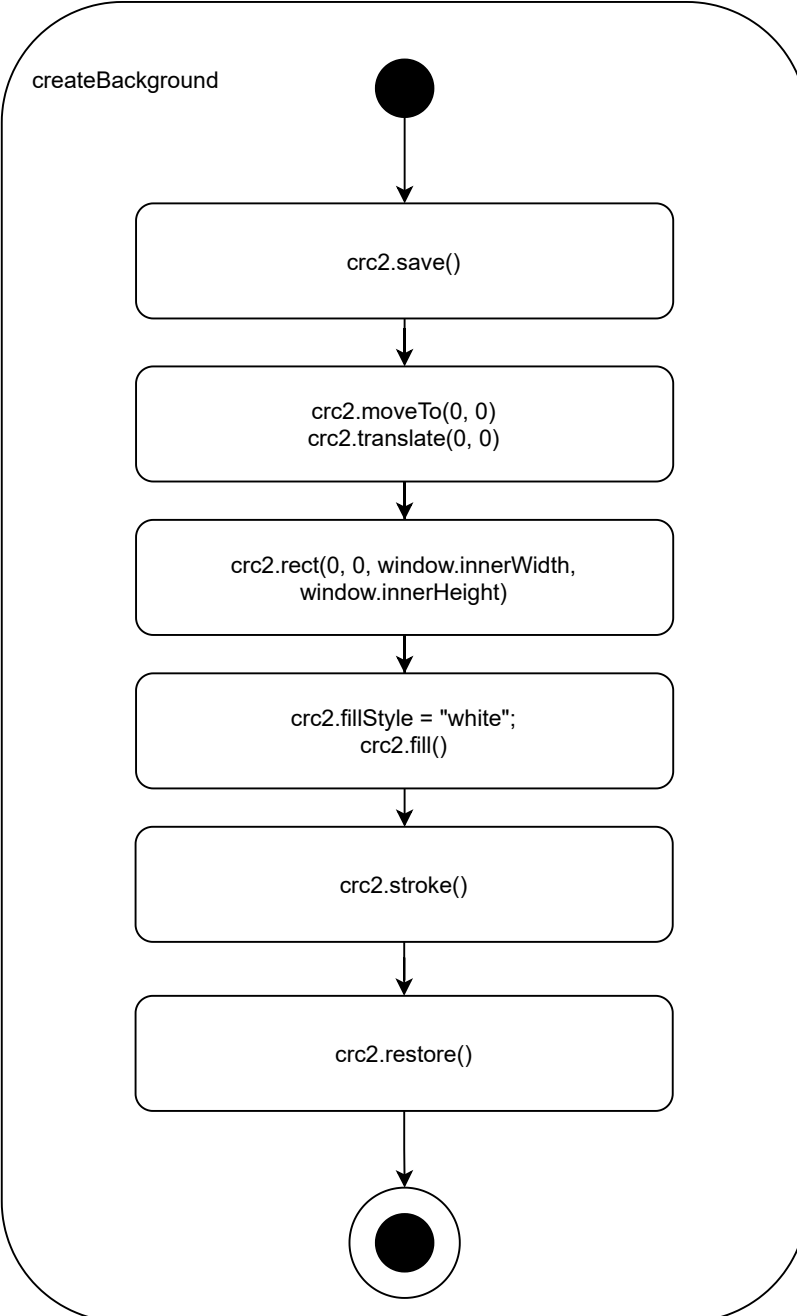 createBackground
crc2.save()
crc2.moveTo(0, 0)
crc2.translate(0, 0)
crc2.rect(0, 0, window.innerWidth,
window.innerHeight)
crc2.fillStyle = "white";
crc2.fill()
crc2.stroke()
crc2.restore()